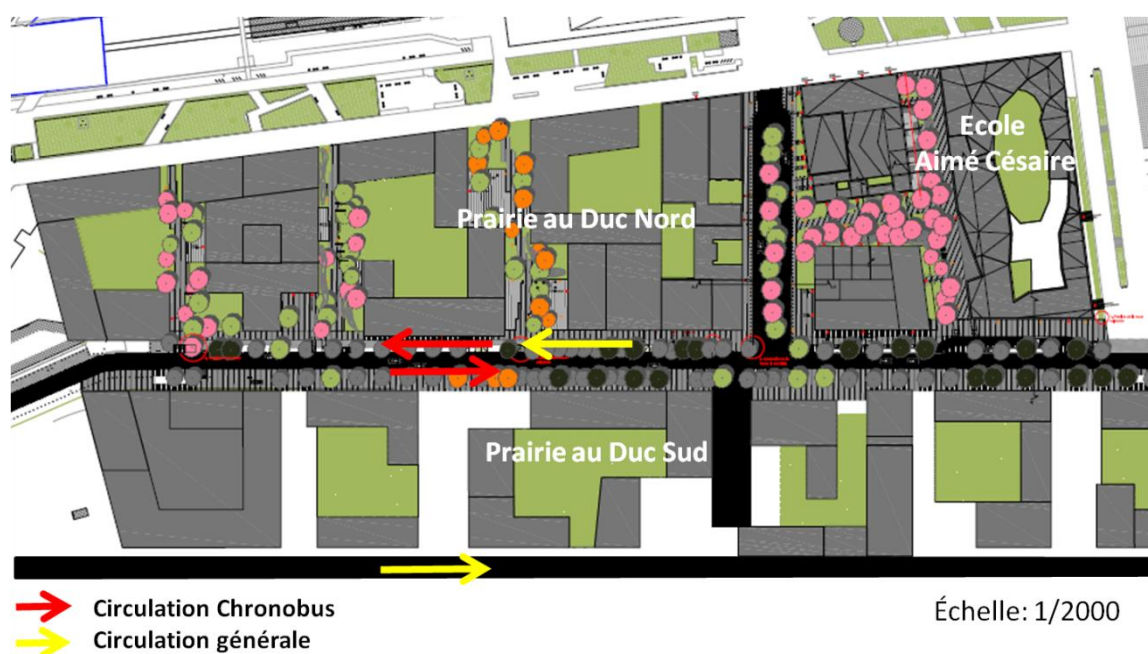 Ecole
Aimé Césaire
Prairie au Duc Nord
Prairie au Duc Sud
Circulation Chronobus
Échelle: 1/2000
Circulation générale